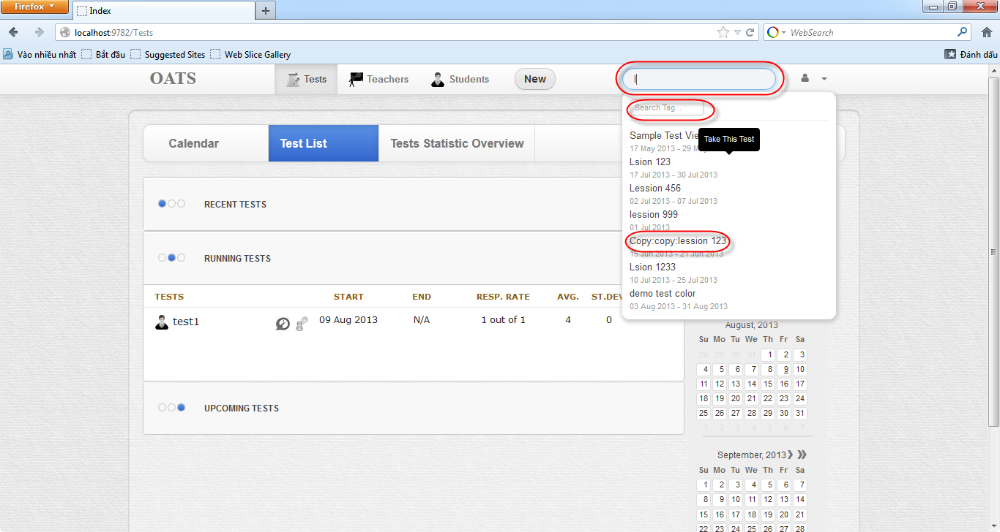 Firefox
Index
localhost:9782/Tests
WebSearch
Vào nhiều nhất Bắt đầu Suggested Sites Web Slice Gallery Đánh dấu
OATS Tests Teachers Students New l
Search Tag...
Calendar Test List Tests Statistic Overview
Sample Test Vie
Take This Test
17 May 2013 - 29 M
Lsion 123
17 Jul 2013 - 30 Jul 2013
Lession 456
02 Jul 2013 - 07 Jul 2013
lession 999
01 Jul 2013
Copy:copy:lession 123
15 Jun 2013 - 21 Jun 2013
Lsion 1233
10 Jul 2013 - 25 Jul 2013
demo test color
03 Aug 2013 - 31 Aug 2013
RECENT TESTS
RUNNING TESTS
TESTS START END RESP. RATE AVG. ST.DEV
test1 09 Aug 2013 N/A 1 out of 1 4 0
UPCOMING TESTS
August, 2013
Su Mo Tu We Th Fr Sa
28 29 30 31 1 2 3
4 5 6 7 8 9 10
11 12 13 14 15 16 17
18 19 20 21 22 23 24
25 26 27 28 29 30 31
1 2 3 4 5 6 7
September, 2013
Su Mo Tu We Th Fr Sa
1 2 3 4 5 6 7
8 9 10 11 12 13 14
15 16 17 18 19 20 21
22 23 24 25 26 27 28